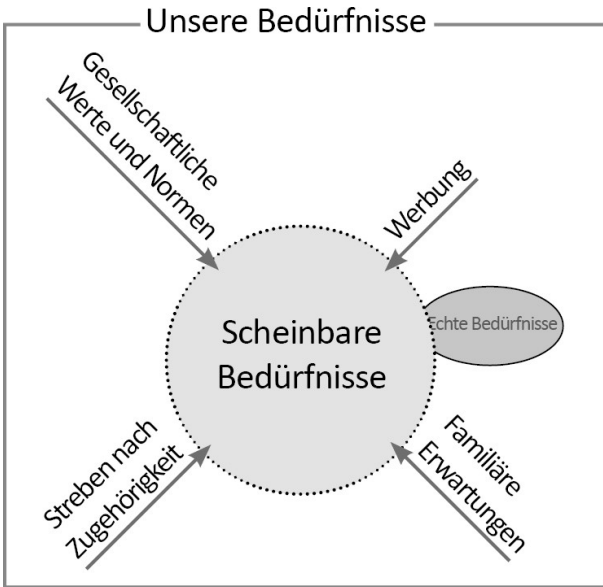 Unsere Bedürfnisse
Gesellschaftliche
Werte und Normen
Werbung
Echte Bedürfnisse
Scheinbare
Bedürfnisse
Streben nach
Zugehörigkeit
Familiäre
Erwartungen